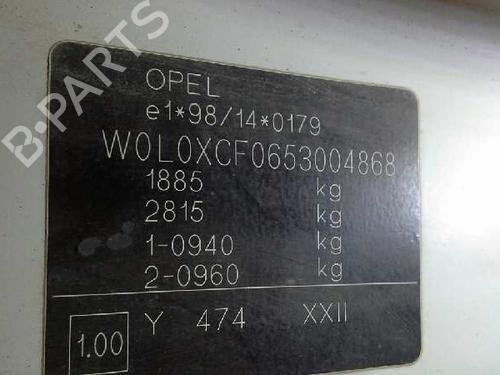 B-PARTS
OPEL
e1*98/14*0179
W0L0XCF0653004868
1885 kg
2815 kg
1-0940 kg
2-0960 kg
1.00 Y 474 XXII